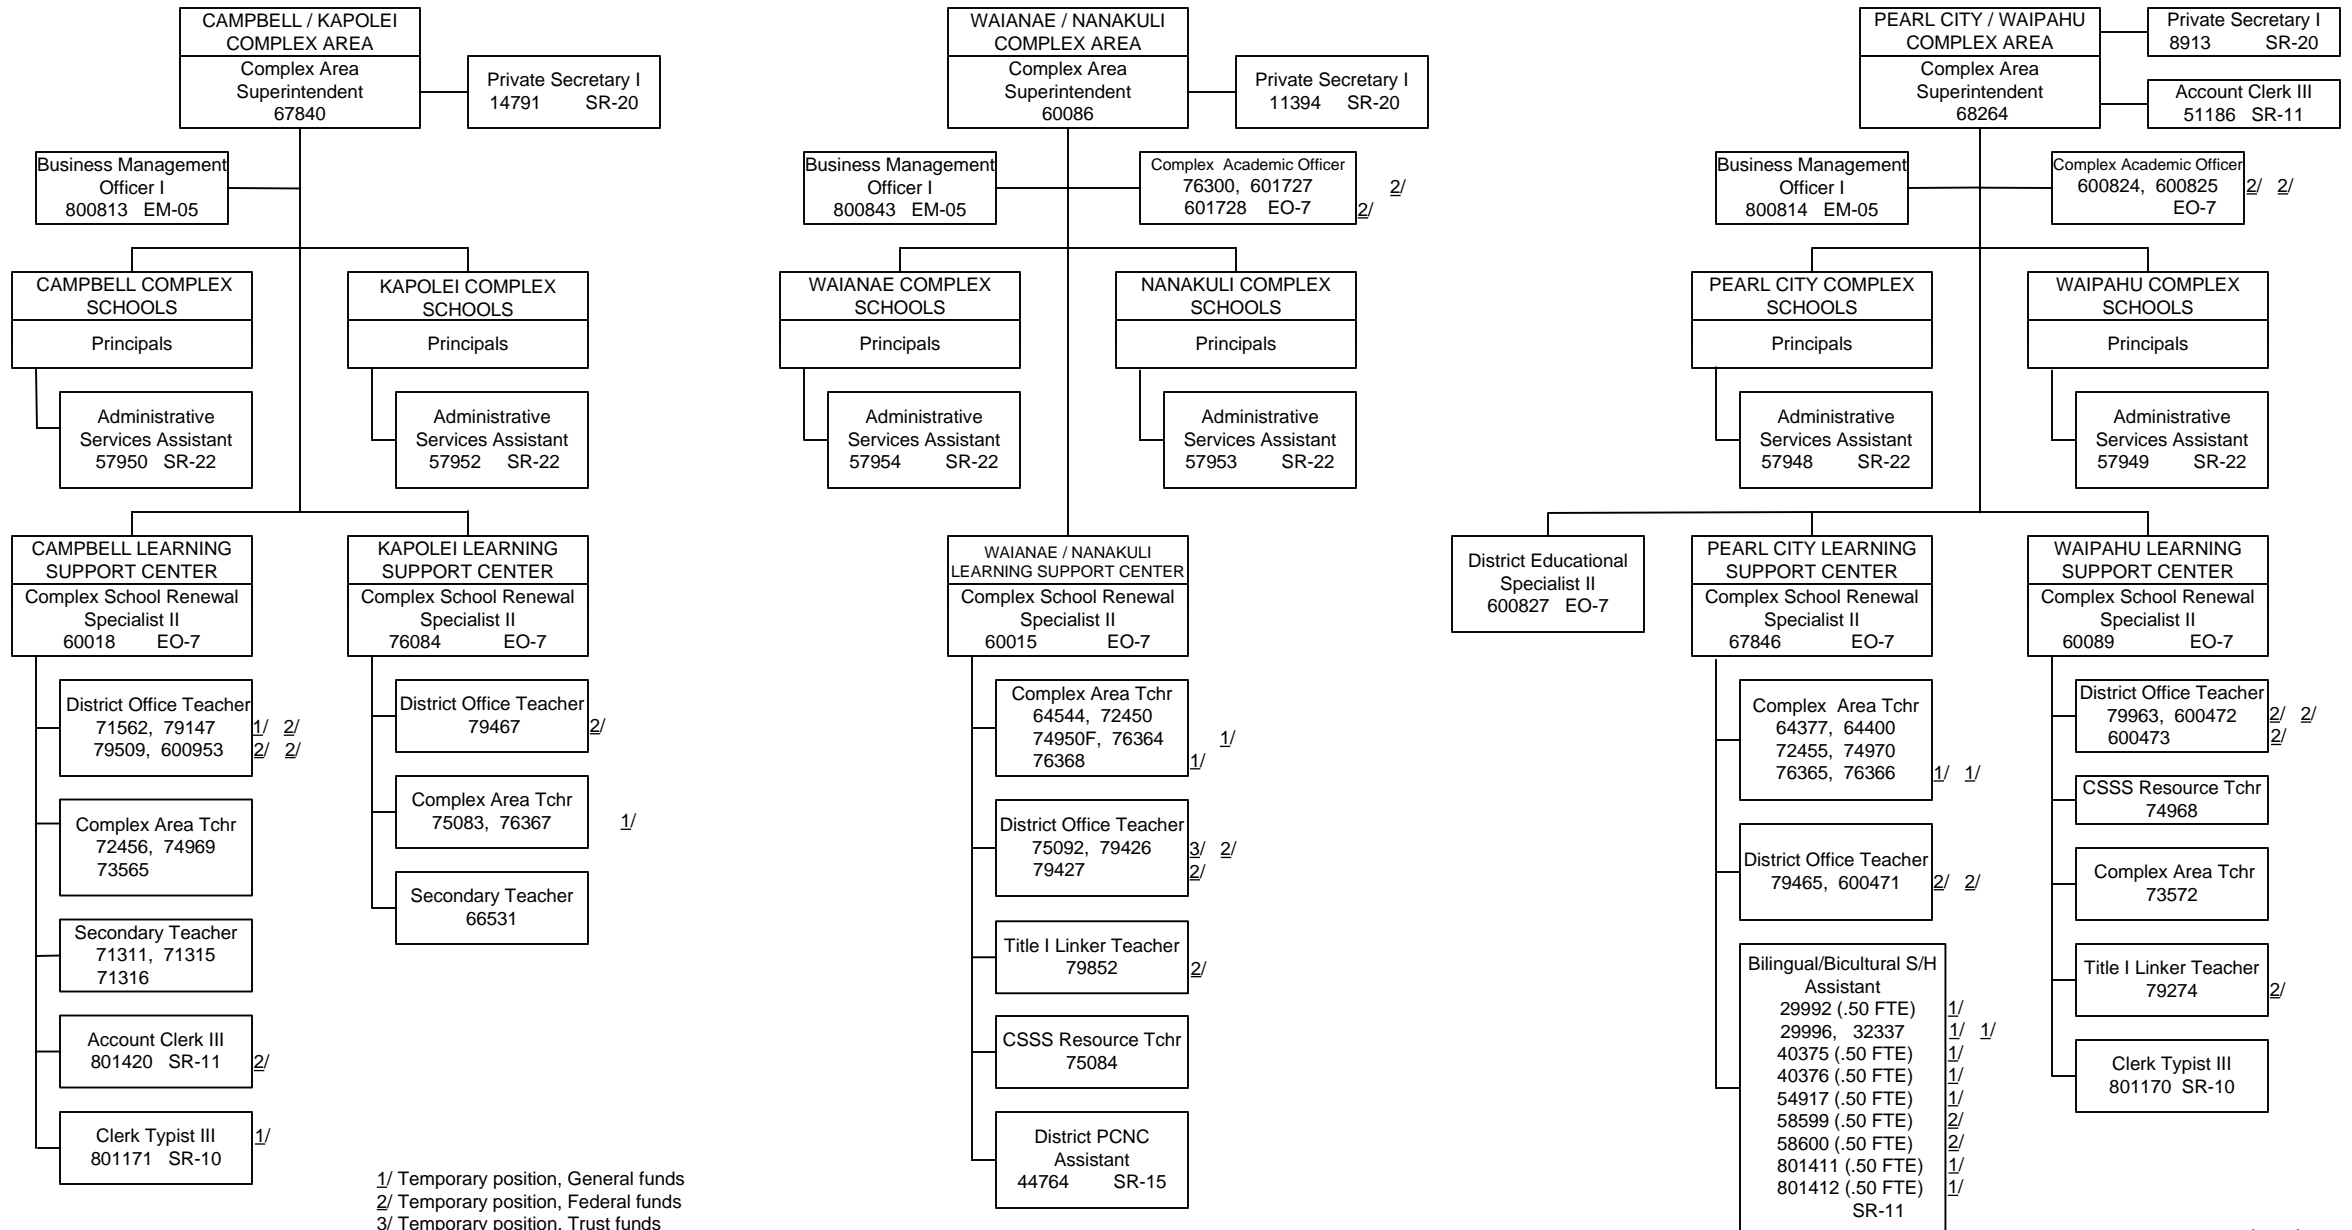 CAMPBELL / KAPOLEI
COMPLEX AREA
Complex Area
Superintendent
67840
Private Secretary I
14791 SR-20
Business Management
Officer I
800813 EM-05
CAMPBELL COMPLEX
SCHOOLS
Principals
Administrative
Services Assistant
57950 SR-22
KAPOLEI COMPLEX
SCHOOLS
Principals
Administrative
Services Assistant
57952 SR-22
CAMPBELL LEARNING
SUPPORT CENTER
Complex School Renewal
Specialist II
60018 EO-7
District Office Teacher
71562, 79147 1/ 2/
79509, 600953 2/ 2/
Complex Area Tchr
72456, 74969
73565
Secondary Teacher
71311, 71315
71316
Account Clerk III
801420 SR-11 2/
Clerk Typist III 1/
801171 SR-10
KAPOLEI LEARNING
SUPPORT CENTER
Complex School Renewal
Specialist II
76084 EO-7
District Office Teacher
79467 2/
Complex Area Tchr
75083, 76367 1/
Secondary Teacher
66531
1/ Temporary position, General funds
2/ Temporary position, Federal funds
3/ Temporary position, Trust funds
WAIANAE / NANAKULI
COMPLEX AREA
Complex Area
Superintendent
60086
Private Secretary I
11394 SR-20
Business Management
Officer I
800843 EM-05
Complex Academic Officer
76300, 601727 2/
601728 EO-7 2/
WAIANAE COMPLEX
SCHOOLS
Principals
Administrative
Services Assistant
57954 SR-22
NANAKULI COMPLEX
SCHOOLS
Principals
Administrative
Services Assistant
57953 SR-22
WAIANAE / NANAKULI
LEARNING SUPPORT CENTER
Complex School Renewal
Specialist II
60015 EO-7
Complex Area Tchr
64544, 72450
74950F, 76364 1/
76368 1/
District Office Teacher
75092, 79426 3/ 2/
79427 2/
Title I Linker Teacher
79852 2/
CSSS Resource Tchr
75084
District PCNC
Assistant
44764 SR-15
PEARL CITY / WAIPAHU
COMPLEX AREA
Complex Area
Superintendent
68264
Private Secretary I
8913 SR-20
Account Clerk III
51186 SR-11
Business Management
Officer I
800814 EM-05
Complex Academic Officer
600824, 600825 2/ 2/
EO-7
PEARL CITY COMPLEX
SCHOOLS
Principals
Administrative
Services Assistant
57948 SR-22
WAIPAHU COMPLEX
SCHOOLS
Principals
Administrative
Services Assistant
57949 SR-22
District Educational
Specialist II
600827 EO-7
PEARL CITY LEARNING
SUPPORT CENTER
Complex School Renewal
Specialist II
67846 EO-7
Complex Area Tchr
64377, 64400
72455, 74970
76365, 76366 1/ 1/
District Office Teacher
79465, 600471 2/ 2/
Bilingual/Bicultural S/H
Assistant
29992 (.50 FTE) 1/
29996, 32337 1/ 1/
40375 (.50 FTE) 1/
40376 (.50 FTE) 1/
54917 (.50 FTE) 1/
58599 (.50 FTE) 2/
58600 (.50 FTE) 2/
801411 (.50 FTE) 1/
801412 (.50 FTE) 1/
SR-11
WAIPAHU LEARNING
SUPPORT CENTER
Complex School Renewal
Specialist II
60089 EO-7
District Office Teacher
79963, 600472 2/ 2/
600473 2/
CSSS Resource Tchr
74968
Complex Area Tchr
73572
Title I Linker Teacher
79274 2/
Clerk Typist III
801170 SR-10